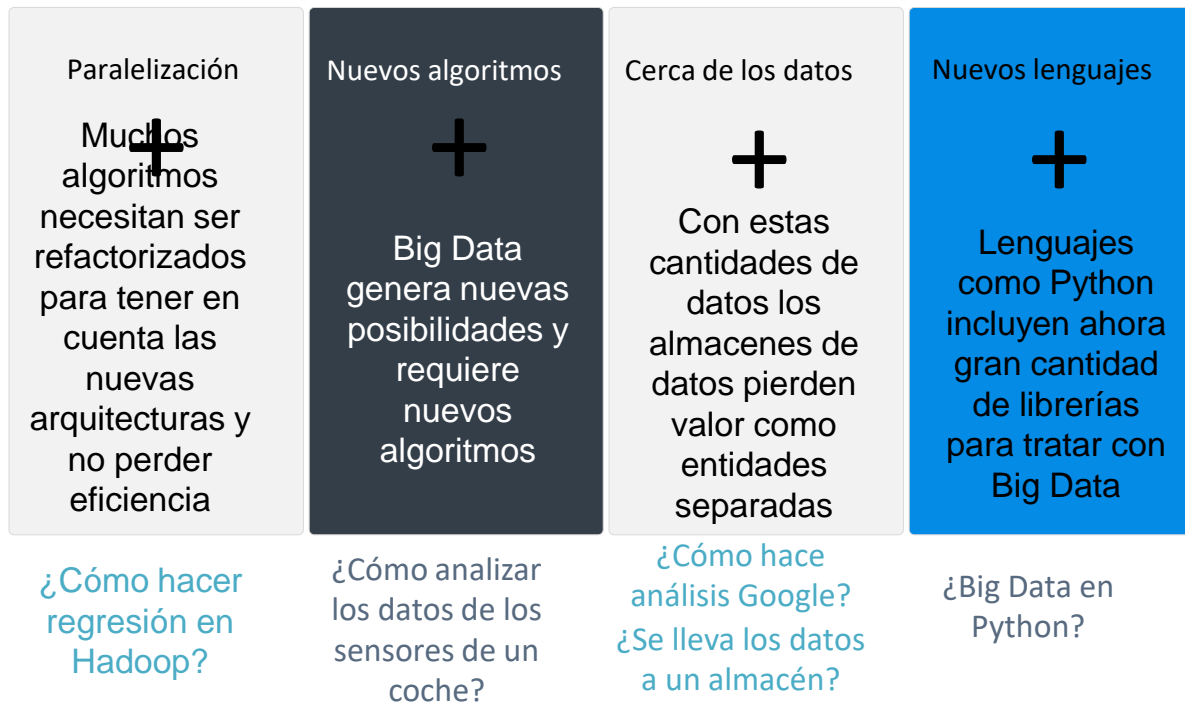 Paralelización
Muchos
algoritmos
necesitan ser
refactorizados
para tener en
cuenta las
nuevas
arquitecturas y
no perder
eficiencia
¿Cómo hacer
regresión en
Hadoop?
Nuevos algoritmos
Big Data
genera nuevas
posibilidades y
requiere
nuevos
algoritmos
¿Cómo analizar
los datos de los
sensores de un
coche?
Cerca de los datos
Con estas
cantidades de
datos los
almacenes de
datos pierden
valor como
entidades
separadas
¿Cómo hace
análisis Google?
¿Se lleva los datos
a un almacén?
Nuevos lenguajes
Lenguajes
como Python
incluyen ahora
gran cantidad
de librerías
para tratar con
Big Data
¿Big Data en
Python?